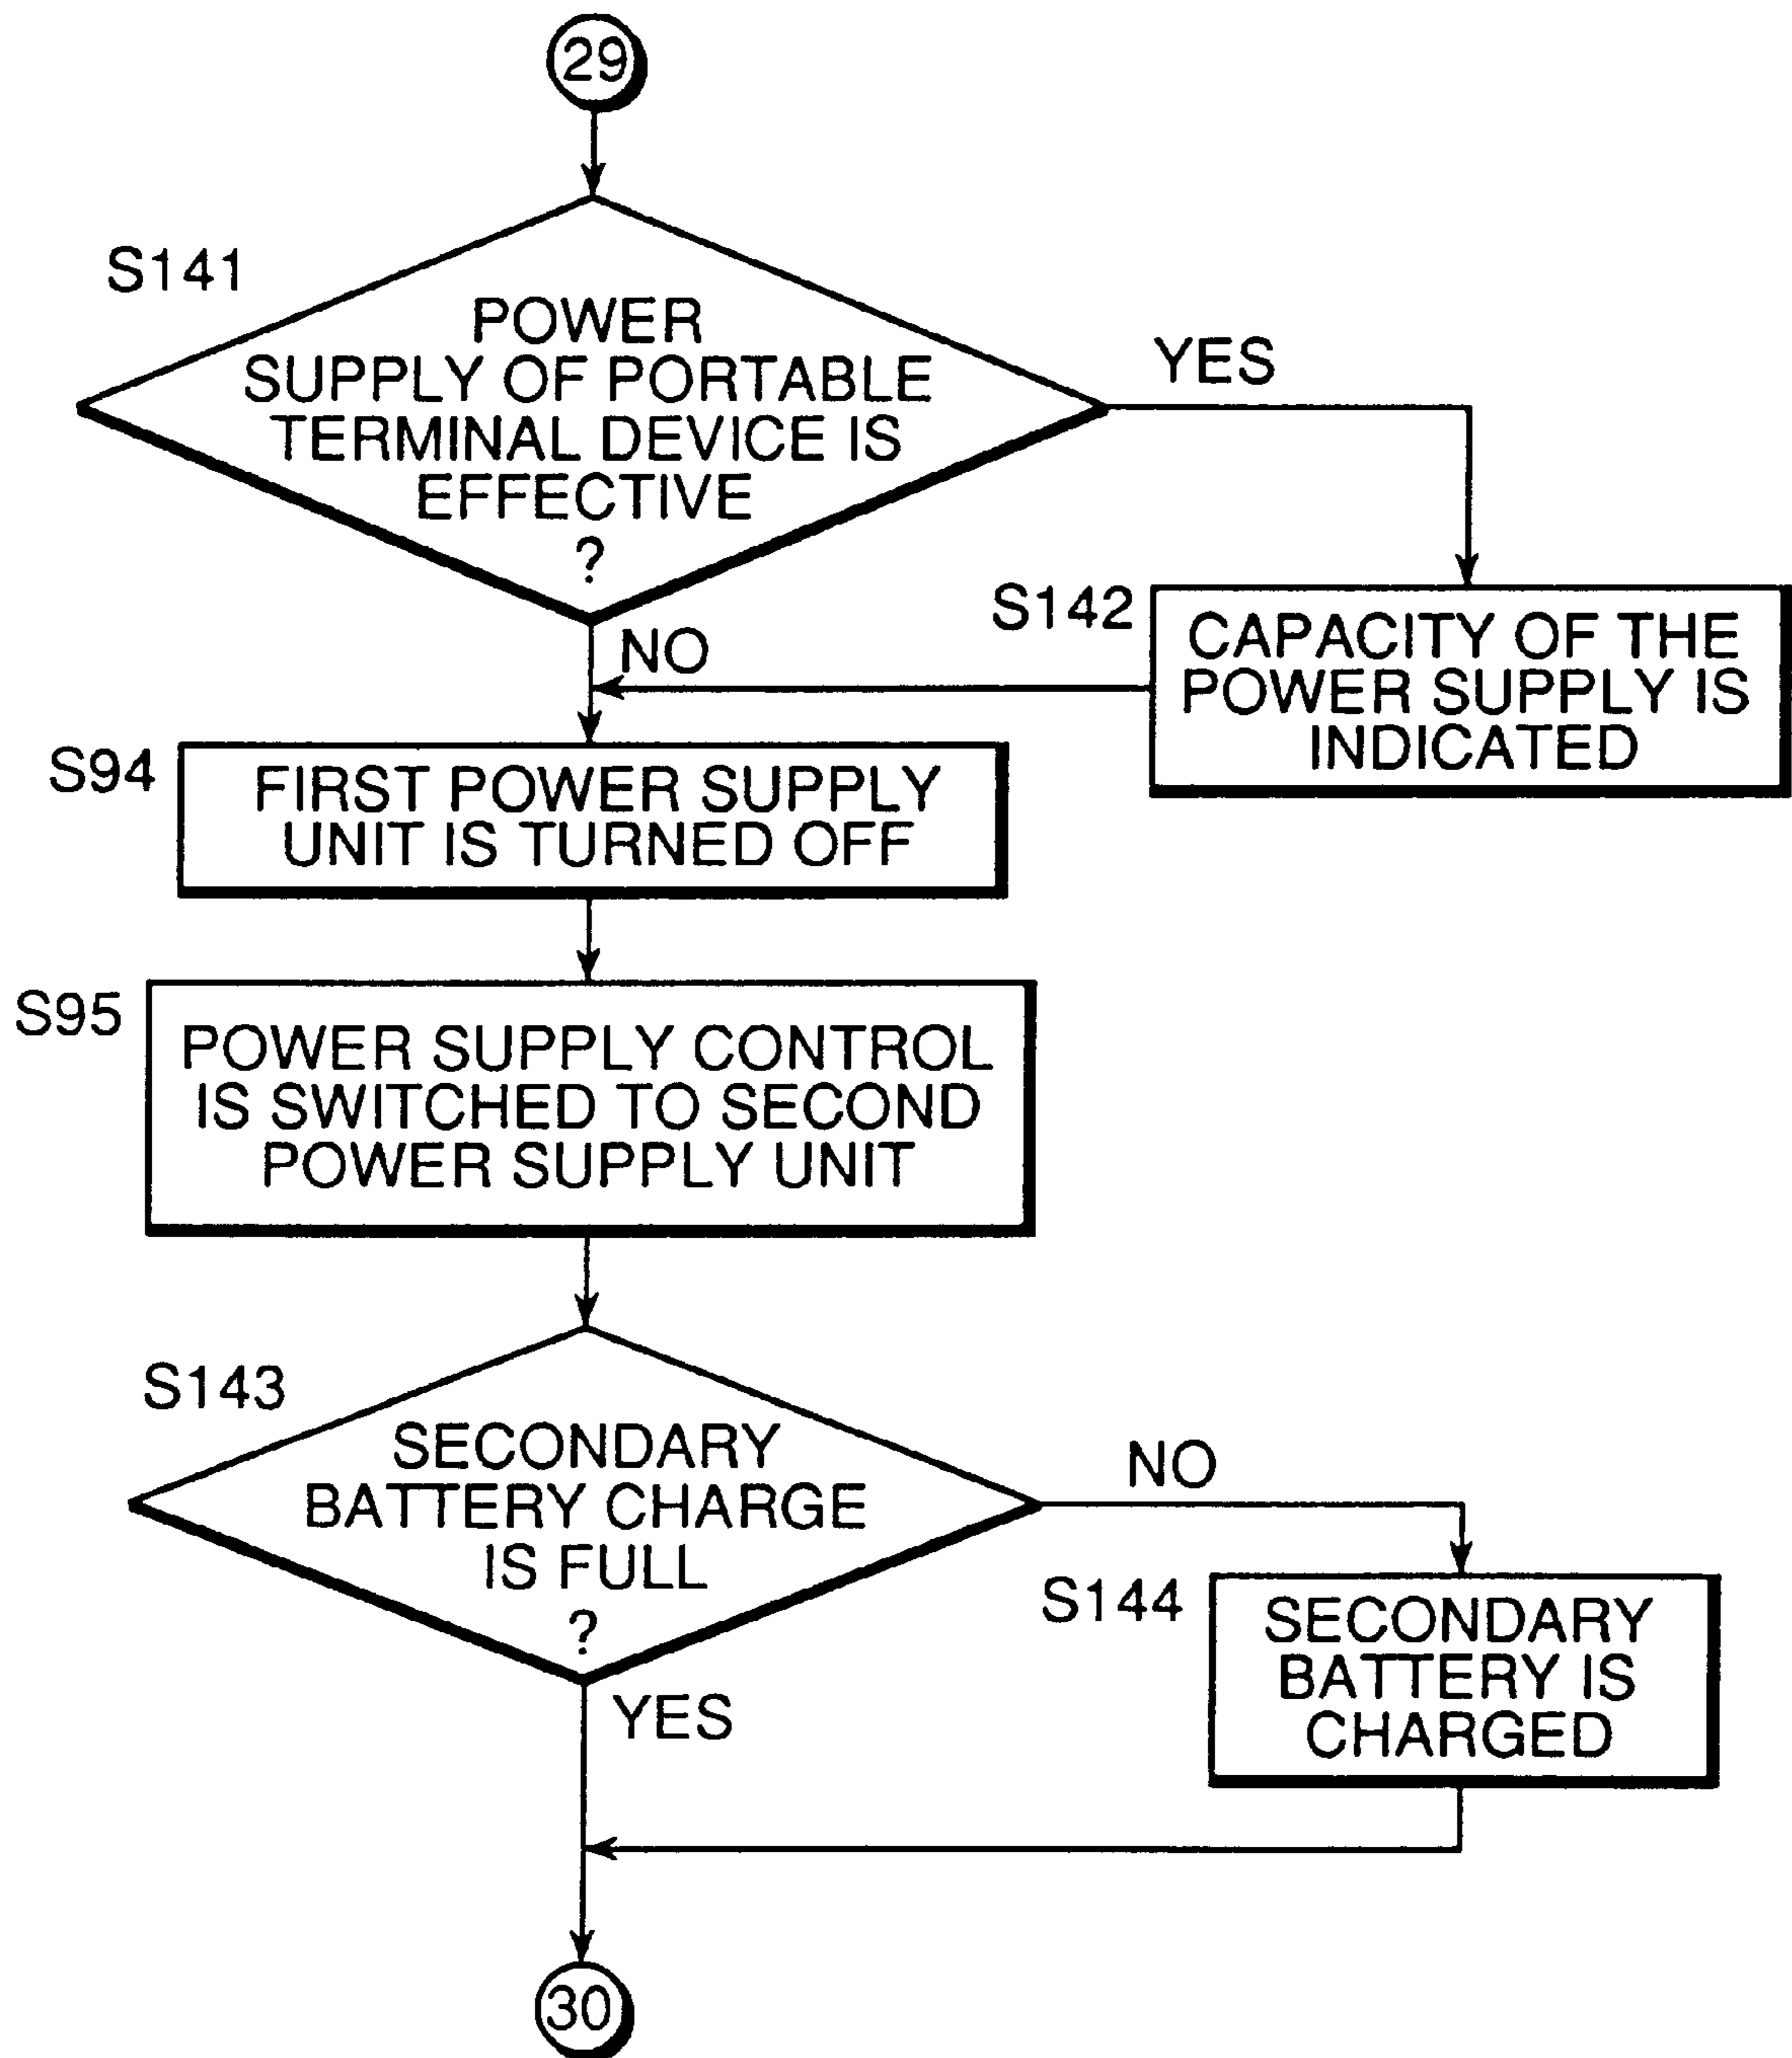 29
S141
POWER
SUPPLY OF PORTABLE
TERMINAL DEVICE IS
EFFECTIVE
?
YES
NO
S142
CAPACITY OF THE
POWER SUPPLY IS
INDICATED
S94
FIRST POWER SUPPLY
UNIT IS TURNED OFF
S95
POWER SUPPLY CONTROL
IS SWITCHED TO SECOND
POWER SUPPLY UNIT
S143
SECONDARY
BATTERY CHARGE
IS FULL
?
NO
YES
S144
SECONDARY
BATTERY IS
CHARGED
30